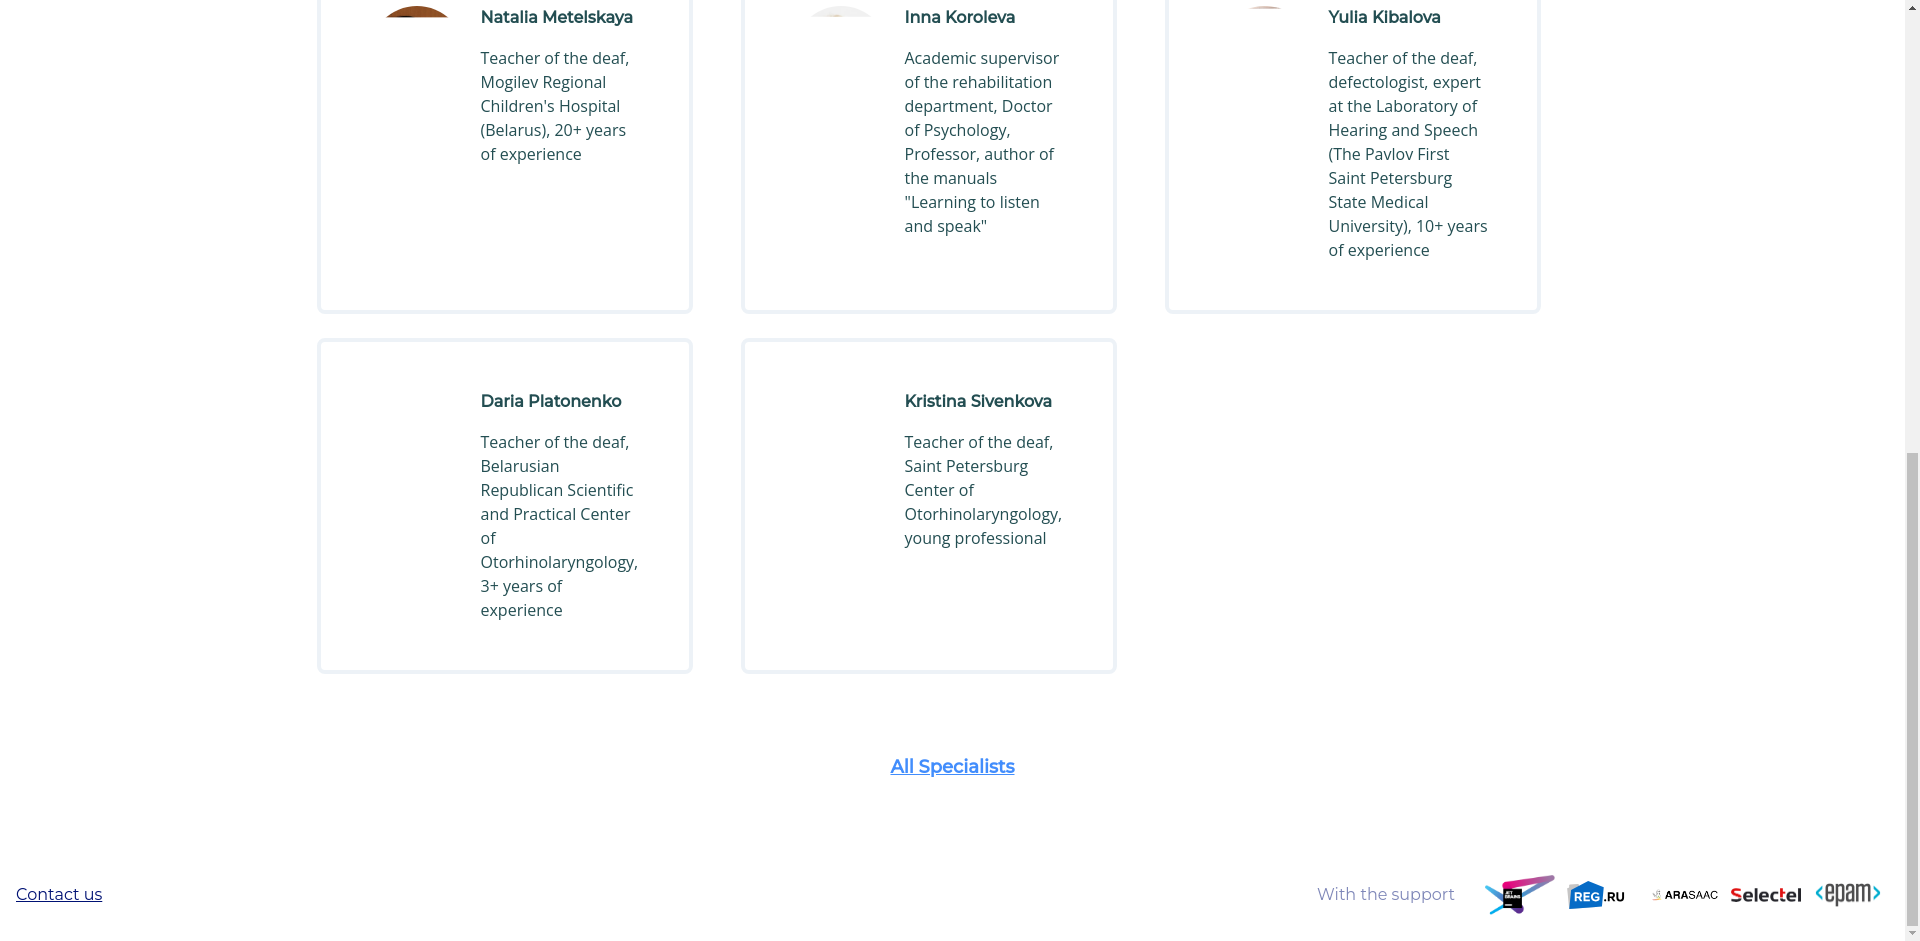 Natalia Metelskaya
Teacher of the deaf,
Mogilev Regional
Children's Hospital
(Belarus), 20+ years
of experience
Inna Koroleva
Academic supervisor
of the rehabilitation
department, Doctor
of Psychology,
Professor, author of
the manuals
"Learning to listen
and speak"
Yulia Kibalova
Teacher of the deaf,
defectologist, expert
at the Laboratory of
Hearing and Speech
(The Pavlov First
Saint Petersburg
State Medical
University), 10+ years
of experience
Daria Platonenko
Teacher of the deaf,
Belarusian
Republican Scientific
and Practical Center
of
Otorhinolaryngology,
3+ years of
experience
Kristina Sivenkova
Teacher of the deaf,
Saint Petersburg
Center of
Otorhinolaryngology,
young professional
All Specialists
Contact us
With the support
JET
BRAINS
REG.RU
ARASAAC
Selectel
<epam>